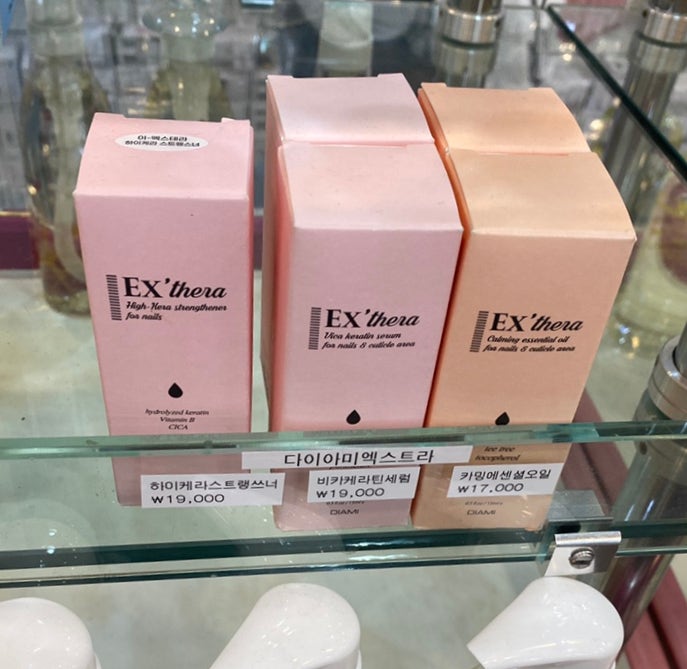 이-엑스테라
하이케라 스트랭스너
EX'thera
High-Kera strengthener
for nails
hydrolyzed keratin
Vitamin B
CICA
EX'thera
Vica keratin serum
for nails & cuticle area
EX'thera
Calming essential oil
for nails & cuticle area
tee tree
tocopherol
다이아미엑스트라
하이케라스트랭쓰너
₩19,000
비카케라틴세럼
₩19,000
카밍에센셜오일
₩17,000
DIAMI
DIAMI